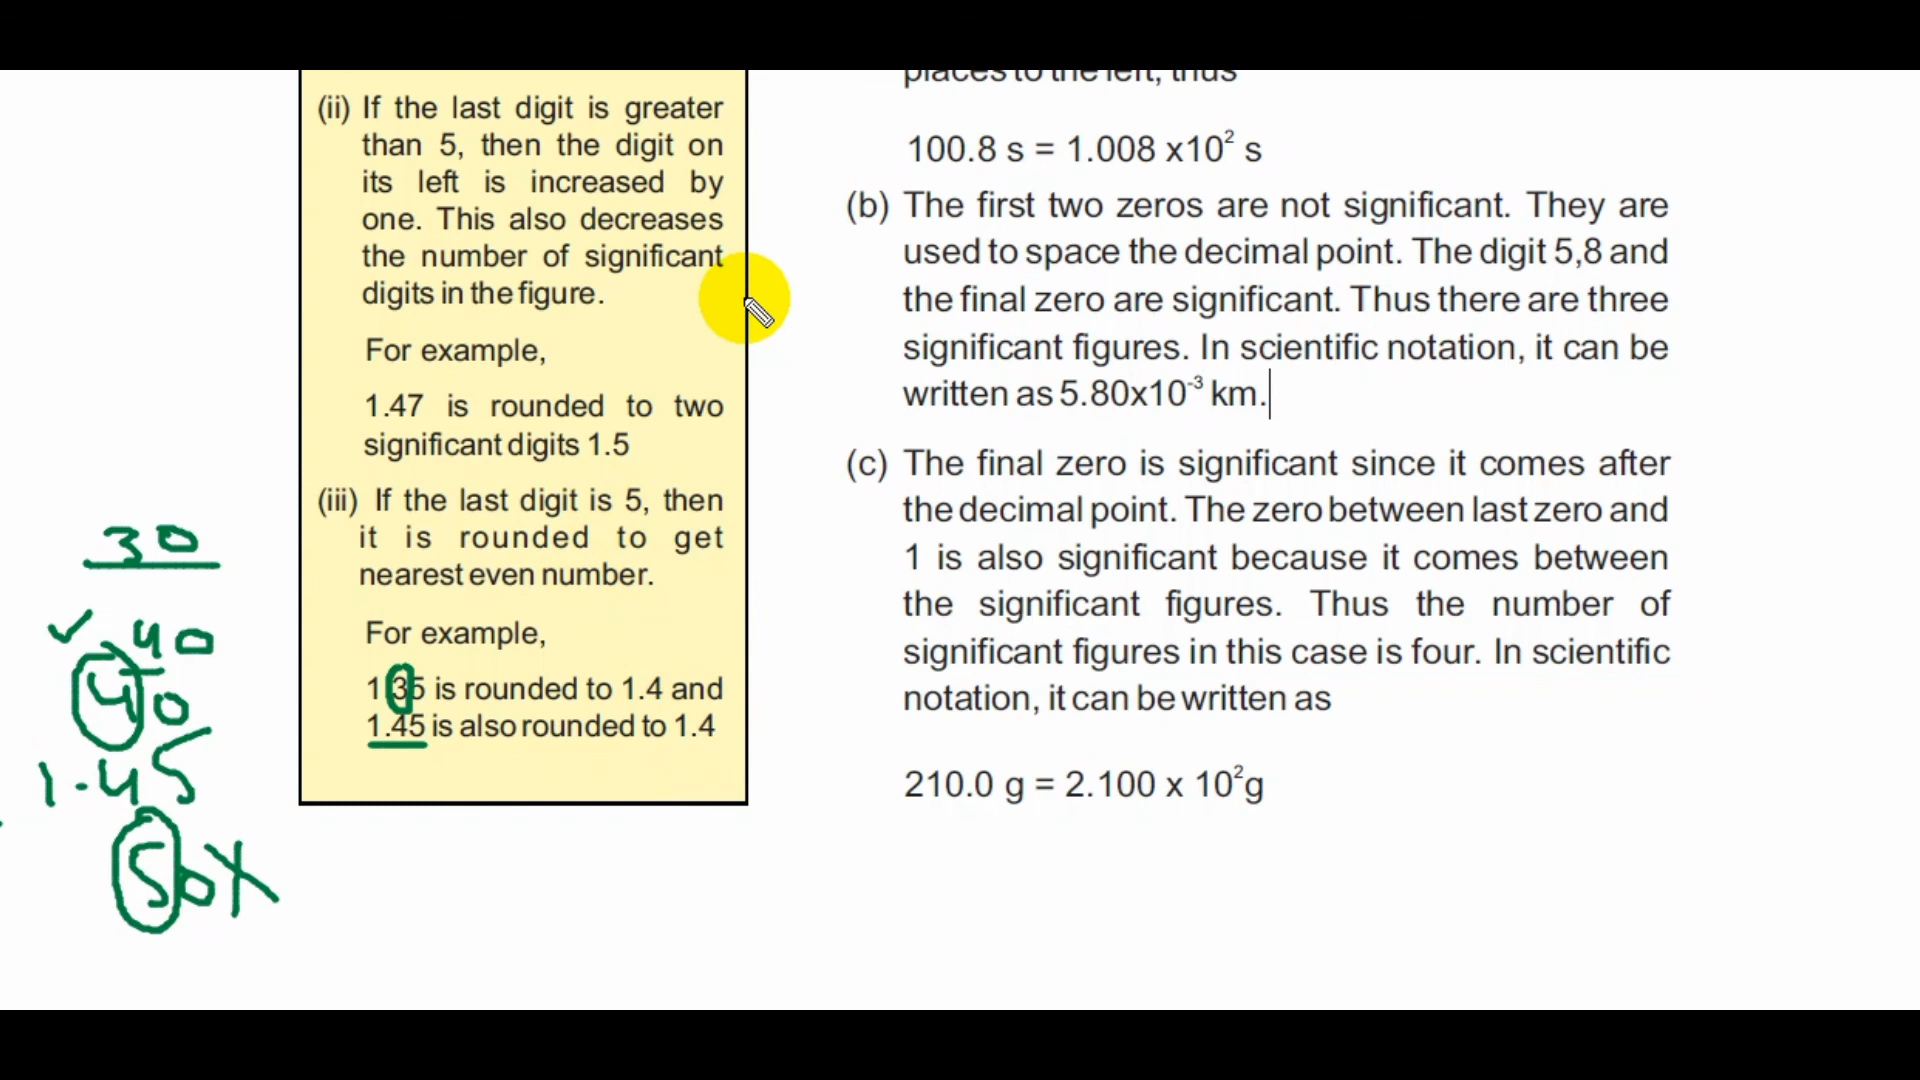 (ii) If the last digit is greater
than 5, then the digit on
its left is increased by
one. This also decreases
the number of significant
digits in the figure.
For example,
1.47 is rounded to two
significant digits 1.5
(iii) If the last digit is 5, then
it is rounded to get
nearest even number.
For example,
1.35 is rounded to 1.4 and
1.45 is also rounded to 1.4
30
40
40
1.45
50
places to the left, thus
100.8 s = 1.008 x10² s
(b) The first two zeros are not significant. They are
used to space the decimal point. The digit 5,8 and
the final zero are significant. Thus there are three
significant figures. In scientific notation, it can be
written as 5.80x10⁻³ km.
(c) The final zero is significant since it comes after
the decimal point. The zero between last zero and
1 is also significant because it comes between
the significant figures. Thus the number of
significant figures in this case is four. In scientific
notation, it can be written as
210.0 g = 2.100 x 10²g